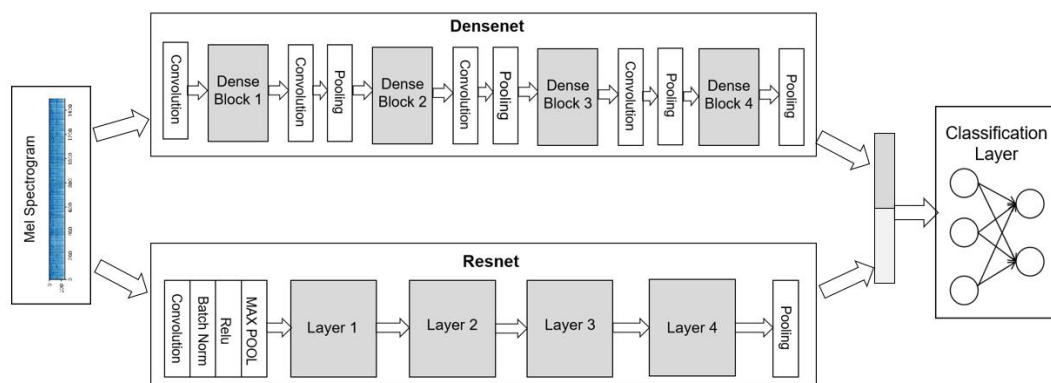 Densenet
Convolution
Dense
Block 1
Convolution
Pooling
Dense
Block 2
Convolution
Pooling
Dense
Block 3
Convolution
Pooling
Dense
Block 4
Pooling
Mel Spectrogram
Classification
Layer
Resnet
Convolution
Batch Norm
Relu
MAX POOL
Layer 1
Layer 2
Layer 3
Layer 4
Pooling